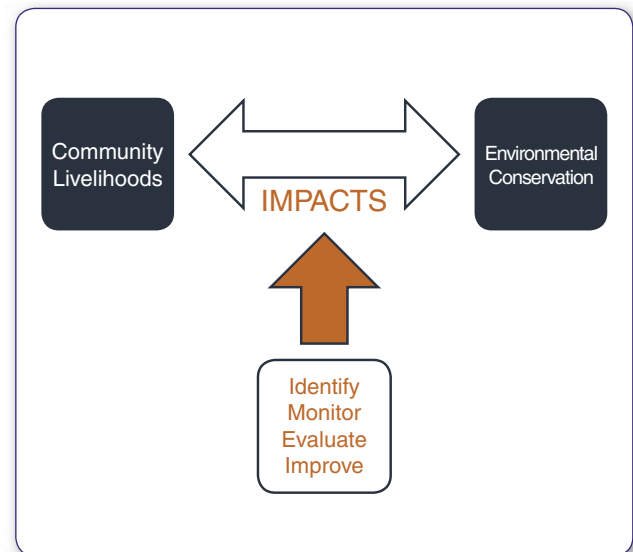 Community
Livelihoods
Environmental
Conservation
IMPACTS
Identify
Monitor
Evaluate
Improve